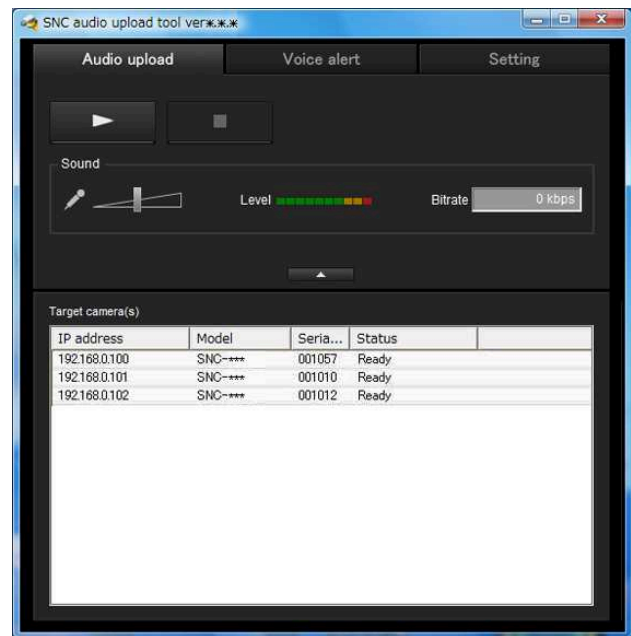 SNC audio upload tool ver*.*.*
Audio upload Voice alert Setting
Sound
Level Bitrate 0 kbps
Target camera(s)
IP address Model Seria... Status
192.168.0.100 SNC-*** 001057 Ready
192.168.0.101 SNC-*** 001010 Ready
192.168.0.102 SNC-*** 001012 Ready